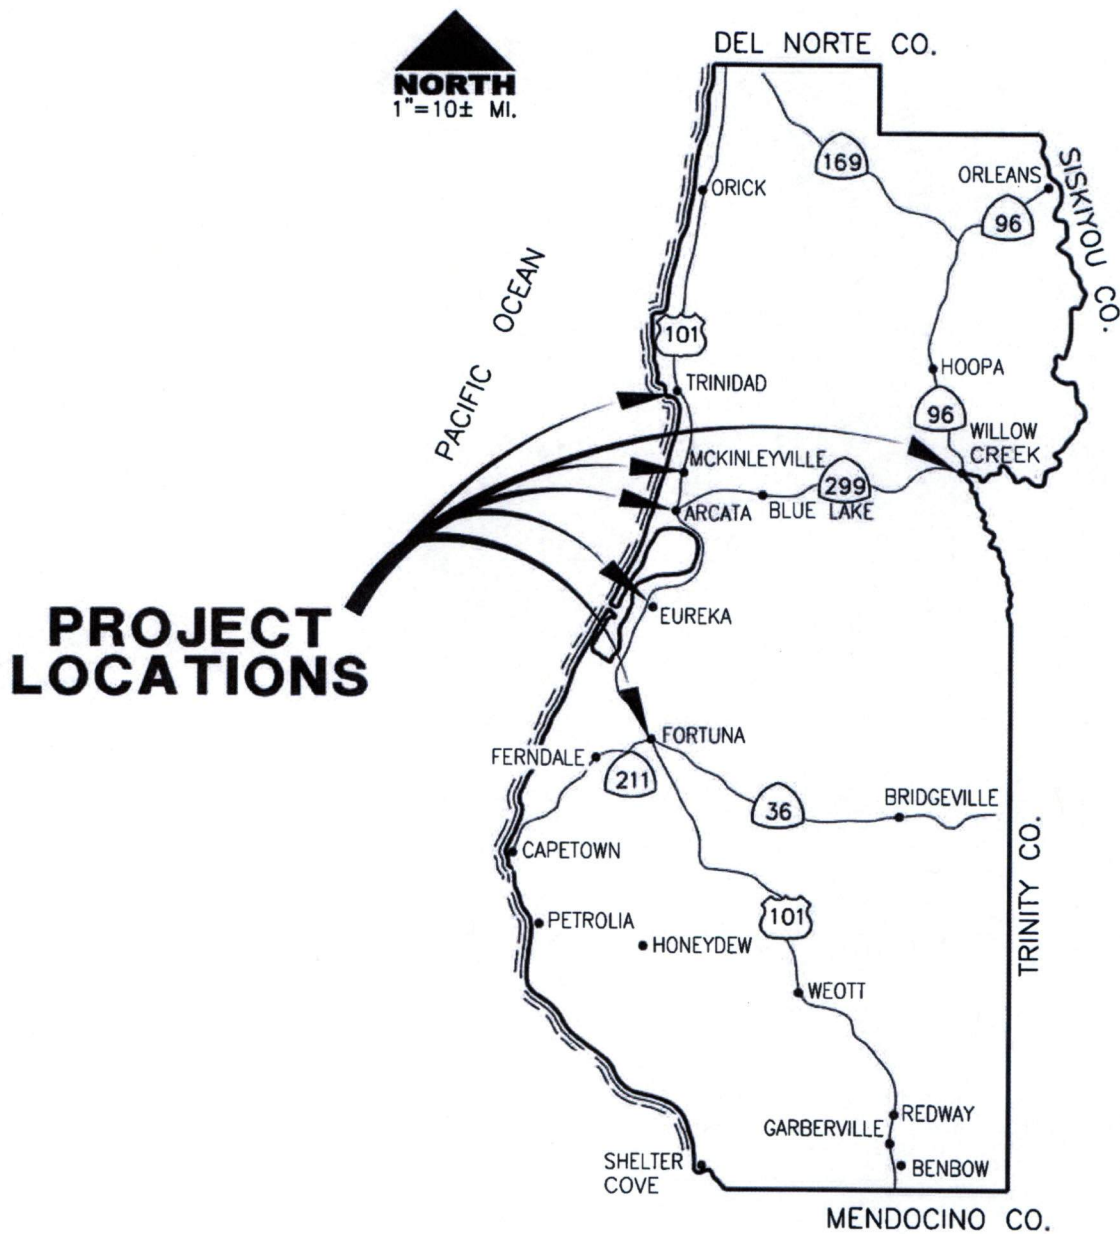 DEL NORTE CO.
NORTH
1"=10± MI.
169
ORLEANS
SISKIYOU CO.
ORICK
96
PACIFIC OCEAN
101
HOOPA
TRINIDAD
96
WILLOW
CREEK
MCKINLEYVILLE
299
ARCATA
BLUE LAKE
PROJECT
LOCATIONS
EUREKA
FORTUNA
FERNDALE
211
36
BRIDGEVILLE
CAPETOWN
TRINITY CO.
101
PETROLIA
HONEYDEW
WEOTT
REDWAY
GARBERVILLE
SHELTER
COVE
BENBOW
MENDOCINO CO.